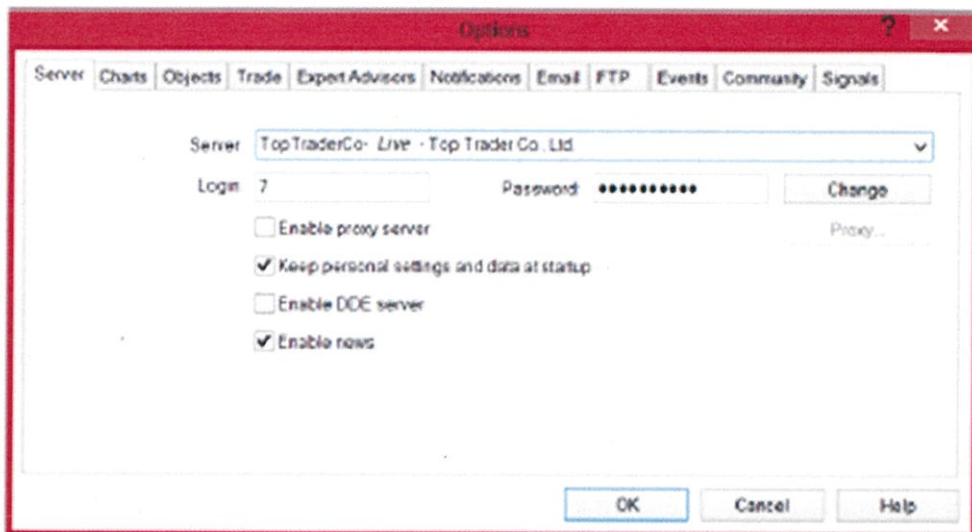 Options ?
Server Charts Objects Trade Expert Advisors Notifications Email FTP Events Community Signals
Server TopTraderCo- Live - Top Trader Co. Ltd.
Login 7 Password ●●●●●●●●●● Change
Enable proxy server Proxy...
Keep personal settings and data at startup
Enable DDE server
Enable news
OK Cancel Help